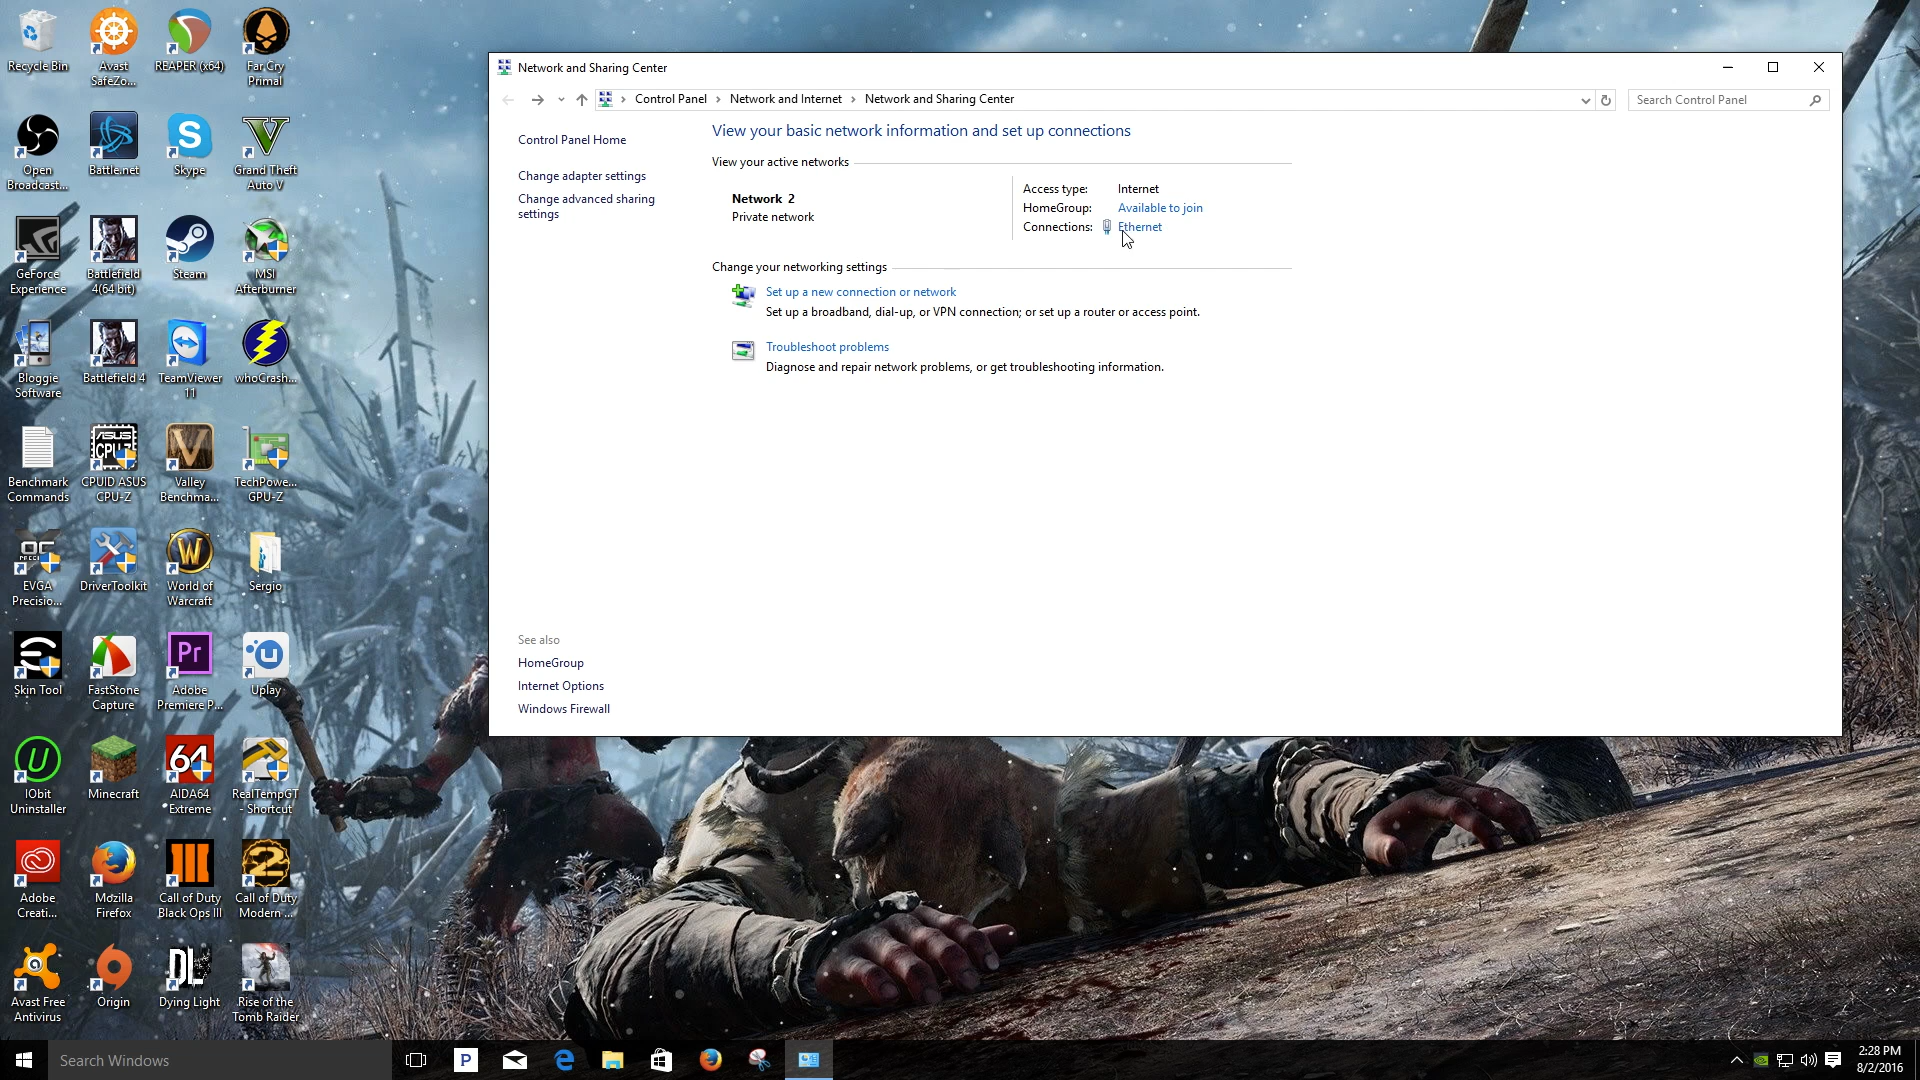 Recycle Bin
Avast
SafeZo...
REAPER (x64)
Far Cry
Primal
Open
Broadcast...
Battle.net
Skype
Grand Theft
Auto V
GeForce
Experience
Battlefield
4(64 bit)
Steam
MSI
Afterburner
Bloggie
Software
Battlefield 4
TeamViewer
11
whoCrash...
Benchmark
Commands
ASUS
CPU-Z
CPUID ASUS
CPU-Z
Valley
Benchma...
TechPowe...
GPU-Z
EVGA
Precisio...
DriverToolkit
World of
Warcraft
Sergio
Skin Tool
FastStone
Capture
Pr
Adobe
Premiere P...
Uplay
IObit
Uninstaller
Minecraft
64
AIDA64
Extreme
RealTempGT
- Shortcut
Adobe
Creati...
Mozilla
Firefox
Call of Duty
Black Ops III
Call of Duty
Modern ...
Avast Free
Antivirus
Origin
DL
Dying Light
Rise of the
Tomb Raider
Network and Sharing Center
Control Panel > Network and Internet > Network and Sharing Center
Search Control Panel
Control Panel Home
Change adapter settings
Change advanced sharing
settings
View your basic network information and set up connections
View your active networks
Network 2
Private network
Access type: Internet
HomeGroup: Available to join
Connections: Ethernet
Change your networking settings
Set up a new connection or network
Set up a broadband, dial-up, or VPN connection; or set up a router or access point.
Troubleshoot problems
Diagnose and repair network problems, or get troubleshooting information.
See also
HomeGroup
Internet Options
Windows Firewall
Search Windows
P
2:28 PM
8/2/2016